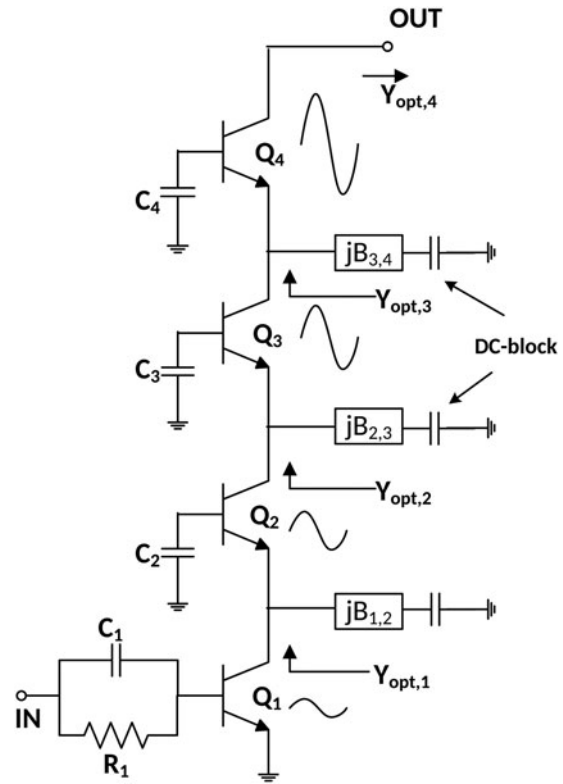 OUT
Yopt,4
Q4
C4
jB3,4
Yopt,3
Q3
DC-block
C3
jB2,3
Yopt,2
Q2
C2
jB1,2
C1
Yopt,1
Q1
IN
R1